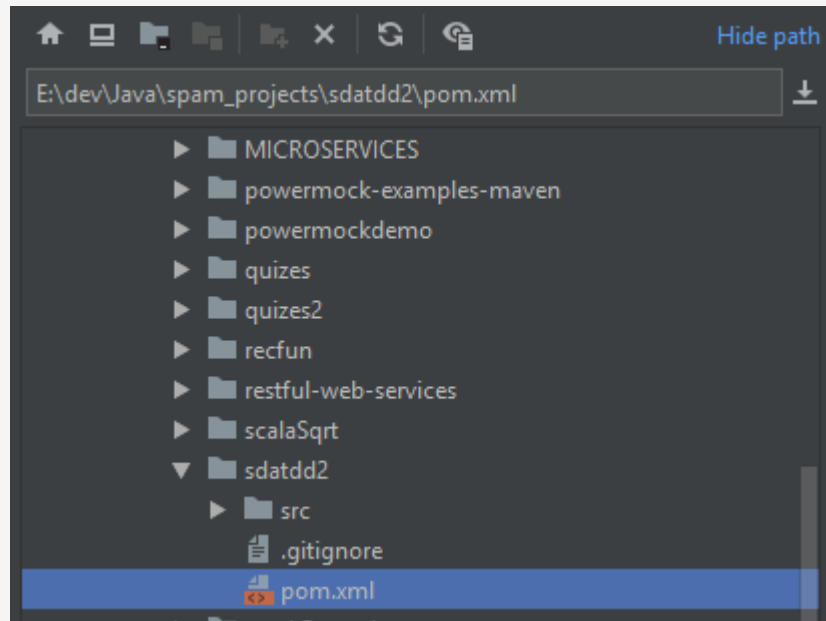 Hide path
E:\dev\Java\spam_projects\sdatdd2\pom.xml
MICROSERVICES
powermock-examples-maven
powermockdemo
quizes
quizes2
recfun
restful-web-services
scalaSqrt
sdatdd2
src
.gitignore
pom.xml